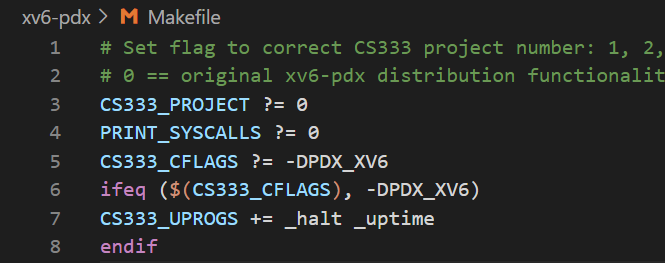 xv6-pdx > Makefile
1 # Set flag to correct CS333 project number: 1, 2,
2 # 0 == original xv6-pdx distribution
3 CS333_PROJECT ?= 0
4 PRINT_SYSCALLS ?= 0
5 CS333_CFLAGS ?= -DPDX_XV6
6 ifeq ($(CS333_CFLAGS), -DPDX_XV6)
7 CS333_UPROGS += _halt _uptime
8 endif